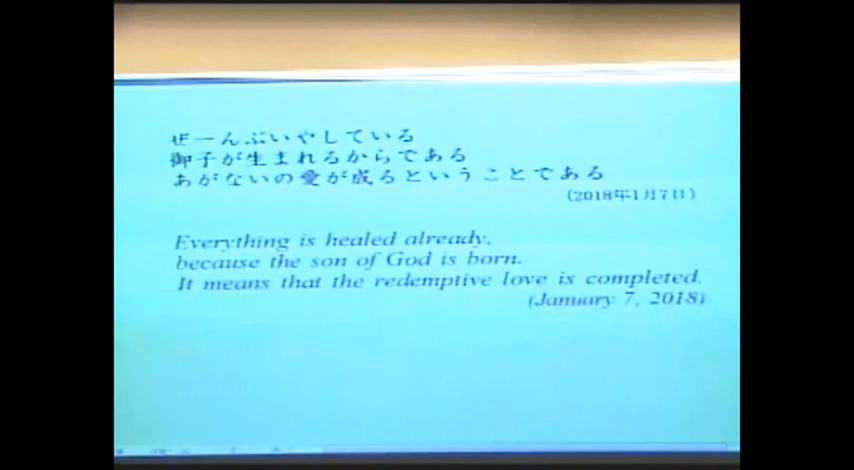 ぜーんぶいやしている
御子が生まれるからである
あがないの愛が成るということである
(2018年1月7日)
Everything is healed already,
because the son of God is born.
It means that the redemptive love is completed.
(January 7, 2018)